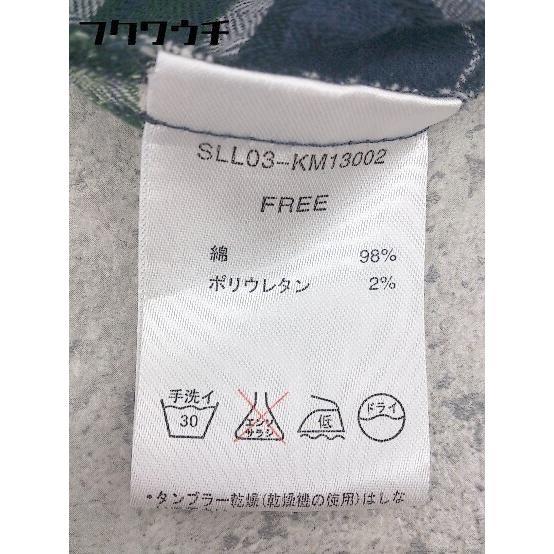 フクワウチ
SLL03-KM13002
FREE
綿 98%
ポリウレタン 2%
手洗イ
30
エンソ
サラシ
低
ドライ
*タンブラー乾燥(乾燥機の使用)はしな